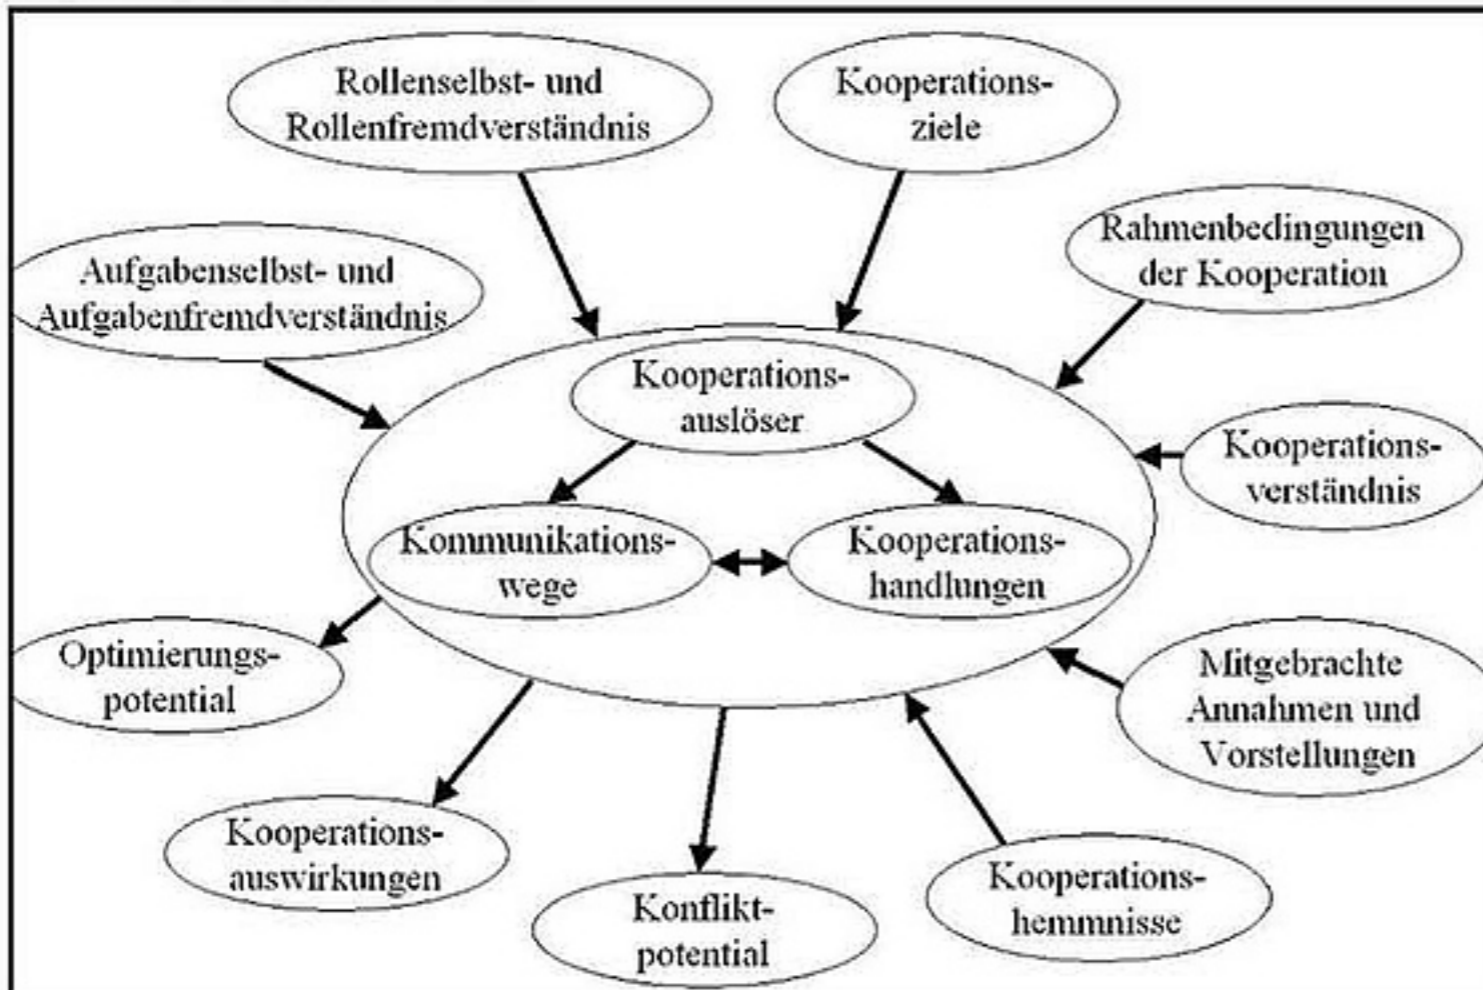 Rollenselbst- und
Rollenfremdverständnis
Kooperations-
ziele
Rahmenbedingungen
der Kooperation
Aufgabenselbst- und
Aufgabenfremdverständnis
Kooperations-
auslöser
Kooperations-
verständnis
Kommunikations-
wege
Kooperations-
handlungen
Optimierungs-
potential
Mitgebrachte
Annahmen und
Vorstellungen
Kooperations-
auswirkungen
Konflikt-
potential
Kooperations-
hemmnisse